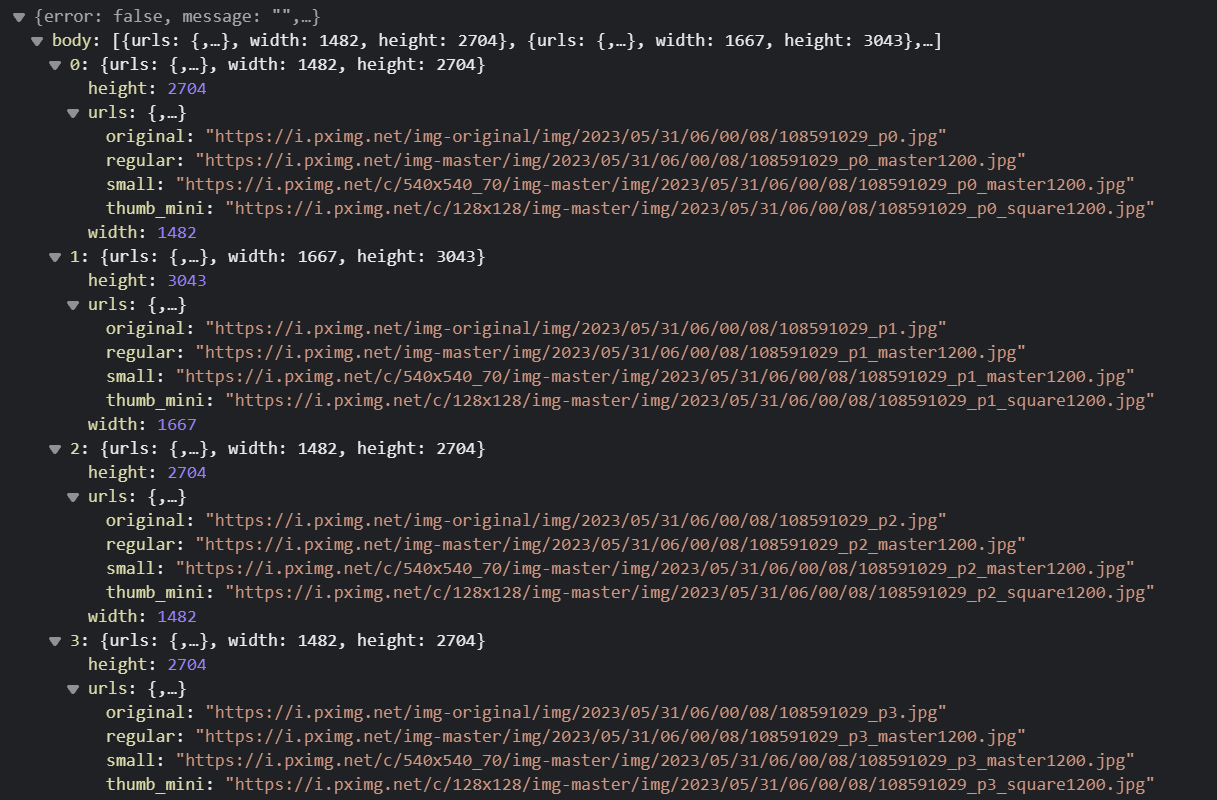 {error: false, message: "",…}
body: [{urls: {,…}, width: 1482, height: 2704}, {urls: {,…}, width: 1667, height: 3043},…]
0: {urls: {,…}, width: 1482, height: 2704}
height: 2704
urls: {,…}
original: "https://i.pximg.net/img-original/img/2023/05/31/06/00/08/108591029_p0.jpg"
regular: "https://i.pximg.net/img-master/img/2023/05/31/06/00/08/108591029_p0_master1200.jpg"
small: "https://i.pximg.net/c/540x540_70/img-master/img/2023/05/31/06/00/08/108591029_p0_master1200.jpg"
thumb_mini: "https://i.pximg.net/c/128x128/img-master/img/2023/05/31/06/00/08/108591029_p0_square1200.jpg"
width: 1482
1: {urls: {,…}, width: 1667, height: 3043}
height: 3043
urls: {,…}
original: "https://i.pximg.net/img-original/img/2023/05/31/06/00/08/108591029_p1.jpg"
regular: "https://i.pximg.net/img-master/img/2023/05/31/06/00/08/108591029_p1_master1200.jpg"
small: "https://i.pximg.net/c/540x540_70/img-master/img/2023/05/31/06/00/08/108591029_p1_master1200.jpg"
thumb_mini: "https://i.pximg.net/c/128x128/img-master/img/2023/05/31/06/00/08/108591029_p1_square1200.jpg"
width: 1667
2: {urls: {,…}, width: 1482, height: 2704}
height: 2704
urls: {,…}
original: "https://i.pximg.net/img-original/img/2023/05/31/06/00/08/108591029_p2.jpg"
regular: "https://i.pximg.net/img-master/img/2023/05/31/06/00/08/108591029_p2_master1200.jpg"
small: "https://i.pximg.net/c/540x540_70/img-master/img/2023/05/31/06/00/08/108591029_p2_master1200.jpg"
thumb_mini: "https://i.pximg.net/c/128x128/img-master/img/2023/05/31/06/00/08/108591029_p2_square1200.jpg"
width: 1482
3: {urls: {,…}, width: 1482, height: 2704}
height: 2704
urls: {,…}
original: "https://i.pximg.net/img-original/img/2023/05/31/06/00/08/108591029_p3.jpg"
regular: "https://i.pximg.net/img-master/img/2023/05/31/06/00/08/108591029_p3_master1200.jpg"
small: "https://i.pximg.net/c/540x540_70/img-master/img/2023/05/31/06/00/08/108591029_p3_master1200.jpg"
thumb_mini: "https://i.pximg.net/c/128x128/img-master/img/2023/05/31/06/00/08/108591029_p3_square1200.jpg"